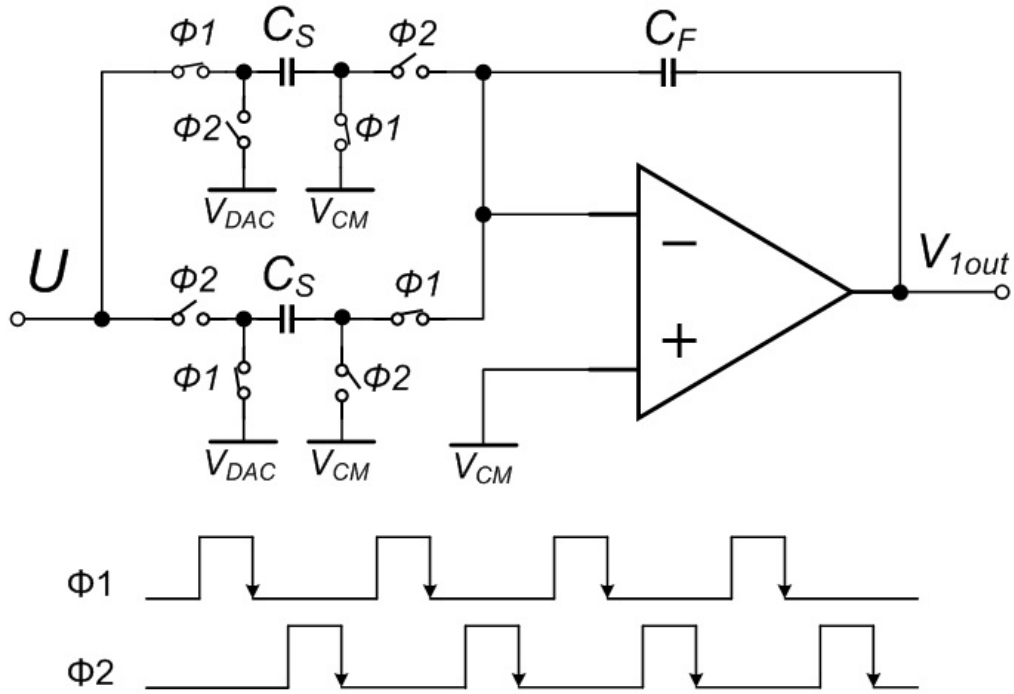 Φ1 C_S Φ2 C_F
Φ2 Φ1
V_DAC V_CM
−
U Φ2 C_S Φ1 V_1out
+
Φ1 Φ2
V_DAC V_CM V_CM
Φ1
Φ2